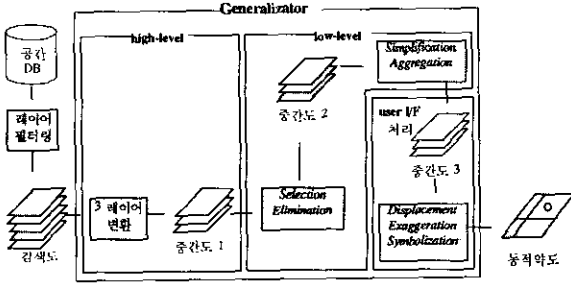 Generalizator
high-level
low-level
공간
DB
레이어
필터링
검색도
3 레이어
변환
중간도 1
Selection
Elimination
중간도 2
Simplification
Aggregation
user I/F
처리
중간도 3
Displacement
Exaggeration
Symbolization
동적약도